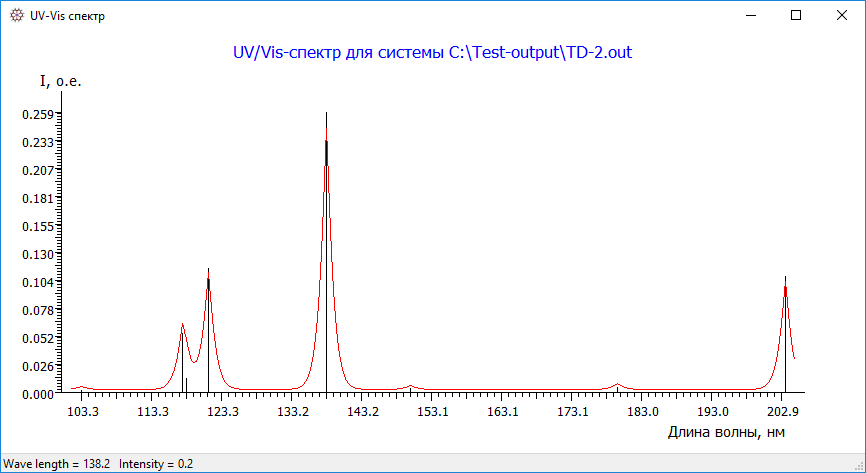 UV-Vis спектр
UV/Vis-спектр для системы C:\Test-output\TD-2.out
I, о.е.
0.259
0.233
0.207
0.181
0.155
0.130
0.104
0.078
0.052
0.026
0.000
103.3 113.3 123.3 133.2 143.2 153.1 163.1 173.1 183.0 193.0 202.9
Длина волны, нм
Wave length = 138.2 Intensity = 0.2